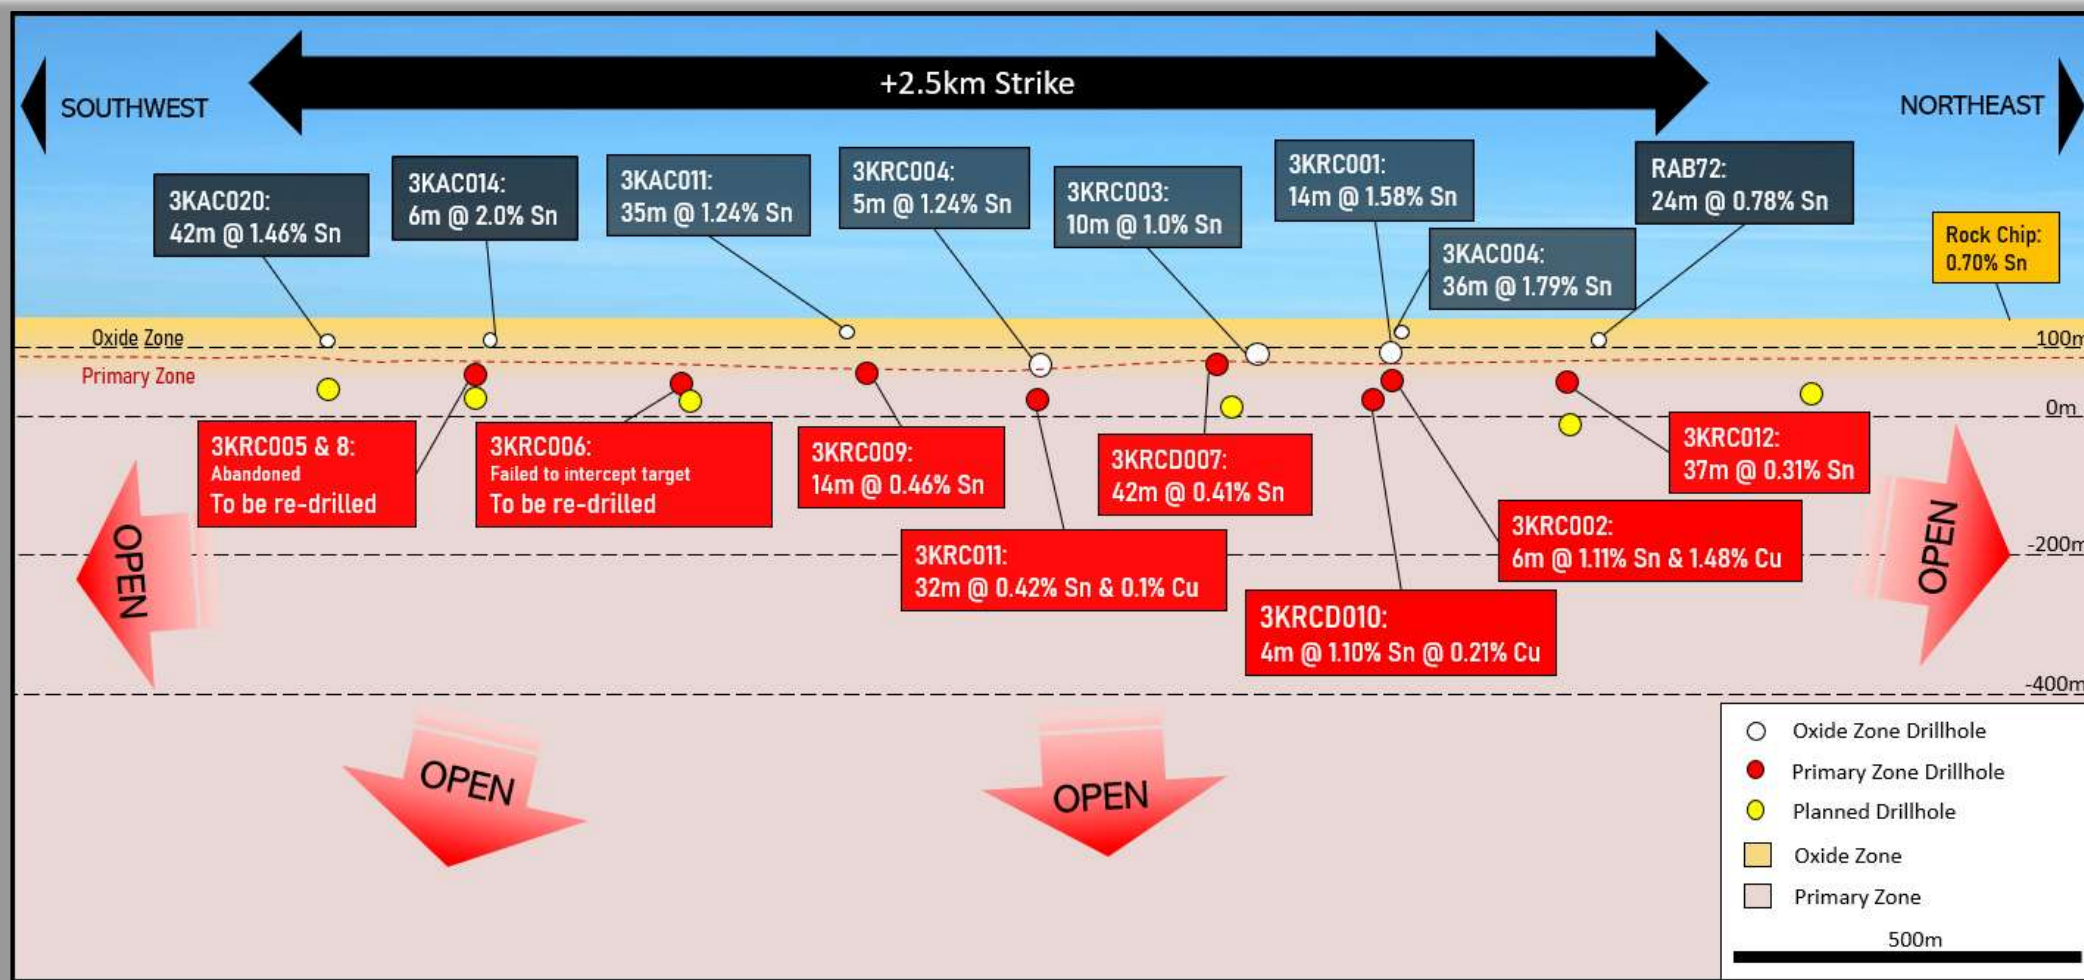 +2.5km Strike
SOUTHWEST
NORTHEAST
3KAC020:
42m @ 1.46% Sn
3KAC014:
6m @ 2.0% Sn
3KAC011:
35m @ 1.24% Sn
3KRC004:
5m @ 1.24% Sn
3KRC003:
10m @ 1.0% Sn
3KRC001:
14m @ 1.58% Sn
3KAC004:
36m @ 1.79% Sn
RAB72:
24m @ 0.78% Sn
Rock Chip:
0.70% Sn
Oxide Zone
100m
Primary Zone
0m
3KRC005 & 8:
Abandoned
To be re-drilled
3KRC006:
Failed to intercept target
To be re-drilled
3KRC009:
14m @ 0.46% Sn
3KRCD007:
42m @ 0.41% Sn
3KRC012:
37m @ 0.31% Sn
3KRC011:
32m @ 0.42% Sn & 0.1% Cu
3KRC002:
6m @ 1.11% Sn & 1.48% Cu
3KRCD010:
4m @ 1.10% Sn @ 0.21% Cu
OPEN
OPEN
-200m
-400m
OPEN
OPEN
Oxide Zone Drillhole
Primary Zone Drillhole
Planned Drillhole
Oxide Zone
Primary Zone
500m